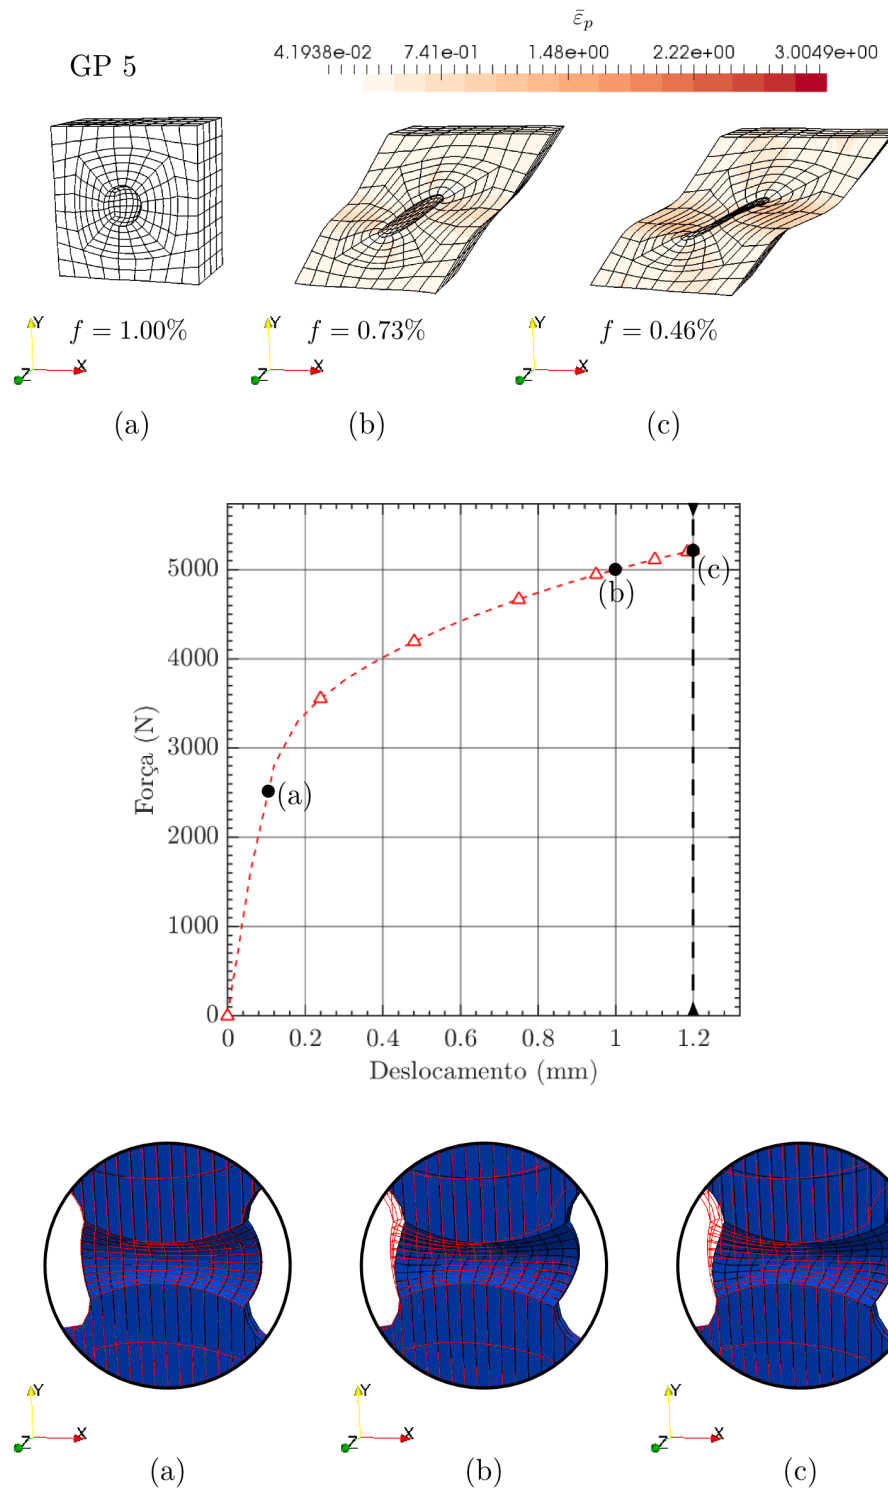 ε̄ₚ
4.1938e-02 7.41e-01 1.48e+00 2.22e+00 3.0049e+00
GP 5
Y Z X f = 1.00% Y Z X f = 0.73% Y Z X f = 0.46%
(a) (b) (c)
5000
4000
3000
2000
1000
0
Força (N)
(a)
(b)
(c)
0 0.2 0.4 0.6 0.8 1 1.2
Deslocamento (mm)
Y Z X Y Z X Y Z X
(a) (b) (c)